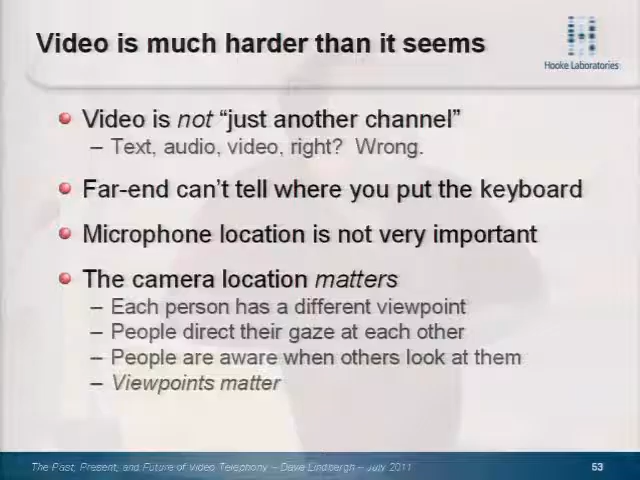 Video is much harder than it seems
Hooke Laboratories
Video is not “just another channel”
– Text, audio, video, right? Wrong.
Far-end can’t tell where you put the keyboard
Microphone location is not very important
The camera location matters
– Each person has a different viewpoint
– People direct their gaze at each other
– People are aware when others look at them
– Viewpoints matter
The Past, Present, and Future of Video Telephony – Dave Lindbergh – July 2011
53